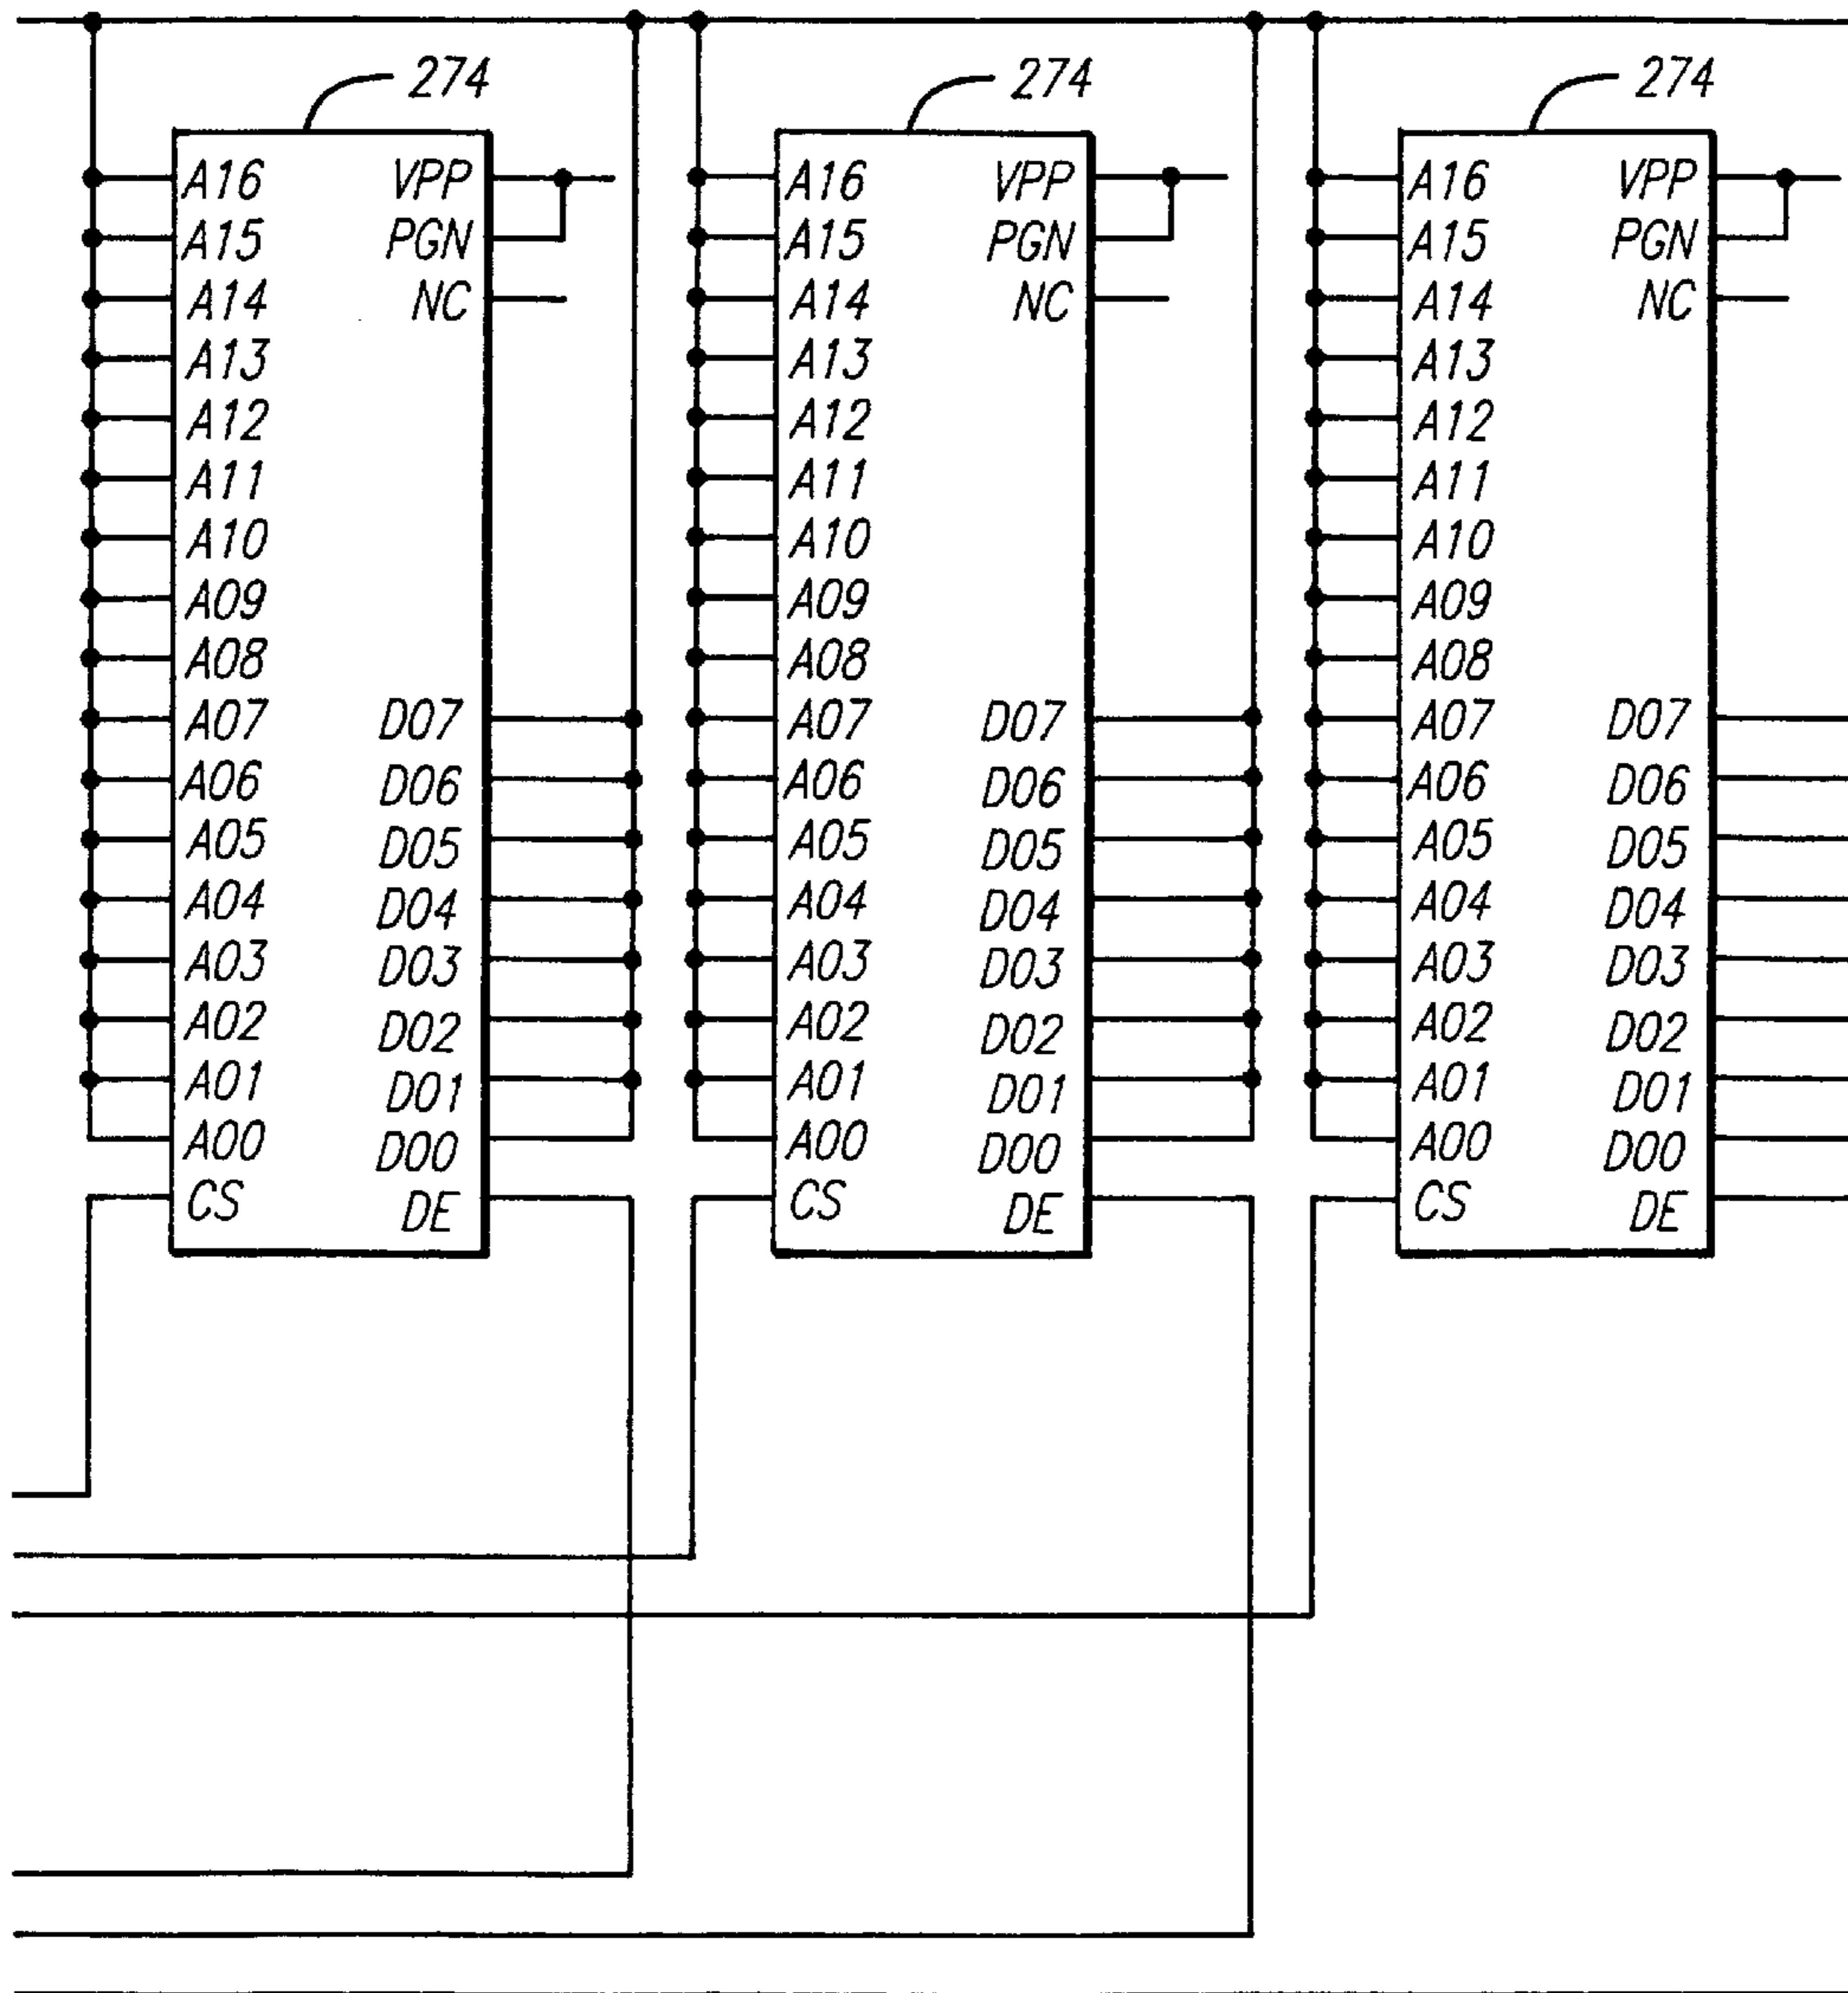 274 274 274
A16 VPP A16 VPP A16 VPP
A15 PGN A15 PGN A15 PGN
A14 NC A14 NC A14 NC
A13 A13 A13
A12 A12 A12
A11 A11 A11
A10 A10 A10
A09 A09 A09
A08 A08 A08
A07 D07 A07 D07 A07 D07
A06 D06 A06 D06 A06 D06
A05 D05 A05 D05 A05 D05
A04 D04 A04 D04 A04 D04
A03 D03 A03 D03 A03 D03
A02 D02 A02 D02 A02 D02
A01 D01 A01 D01 A01 D01
A00 D00 A00 D00 A00 D00
CS DE CS DE CS DE